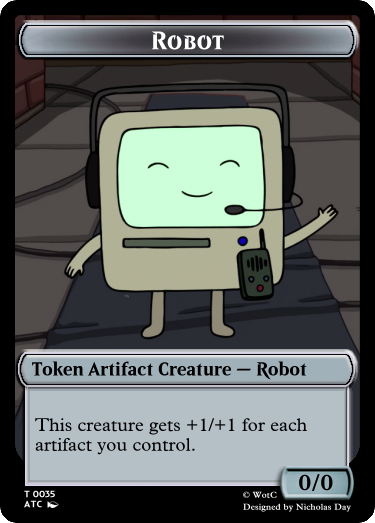 Robot
Token Artifact Creature — Robot
This creature gets +1/+1 for each
artifact you control.
0/0
T 0035
ATC
© WotC
Designed by Nicholas Day